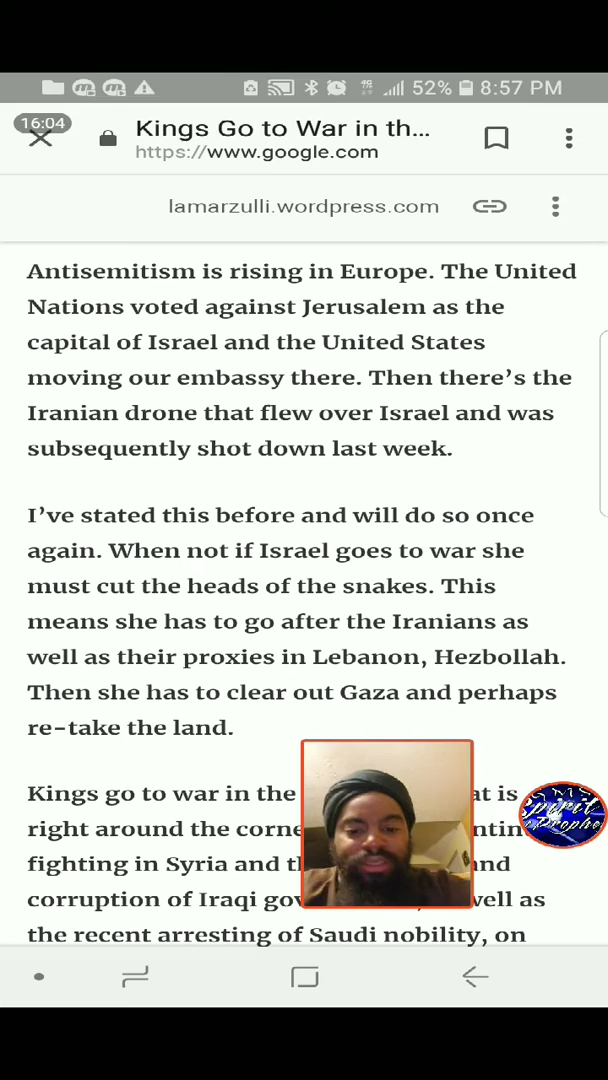 52% 8:57 PM
16:04
Kings Go to War in th...
https://www.google.com
lamarzulli.wordpress.com
Antisemitism is rising in Europe. The United
Nations voted against Jerusalem as the
capital of Israel and the United States
moving our embassy there. Then there’s the
Iranian drone that flew over Israel and was
subsequently shot down last week.
I’ve stated this before and will do so once
again. When not if Israel goes to war she
must cut the heads of the snakes. This
means she has to go after the Iranians as
well as their proxies in Lebanon, Hezbollah.
Then she has to clear out Gaza and perhaps
re-take the land.
Kings go to war in the is
right around the
fighting in Syria and
corruption of Iraqi as
the recent arresting of Saudi nobility, on
Spirit